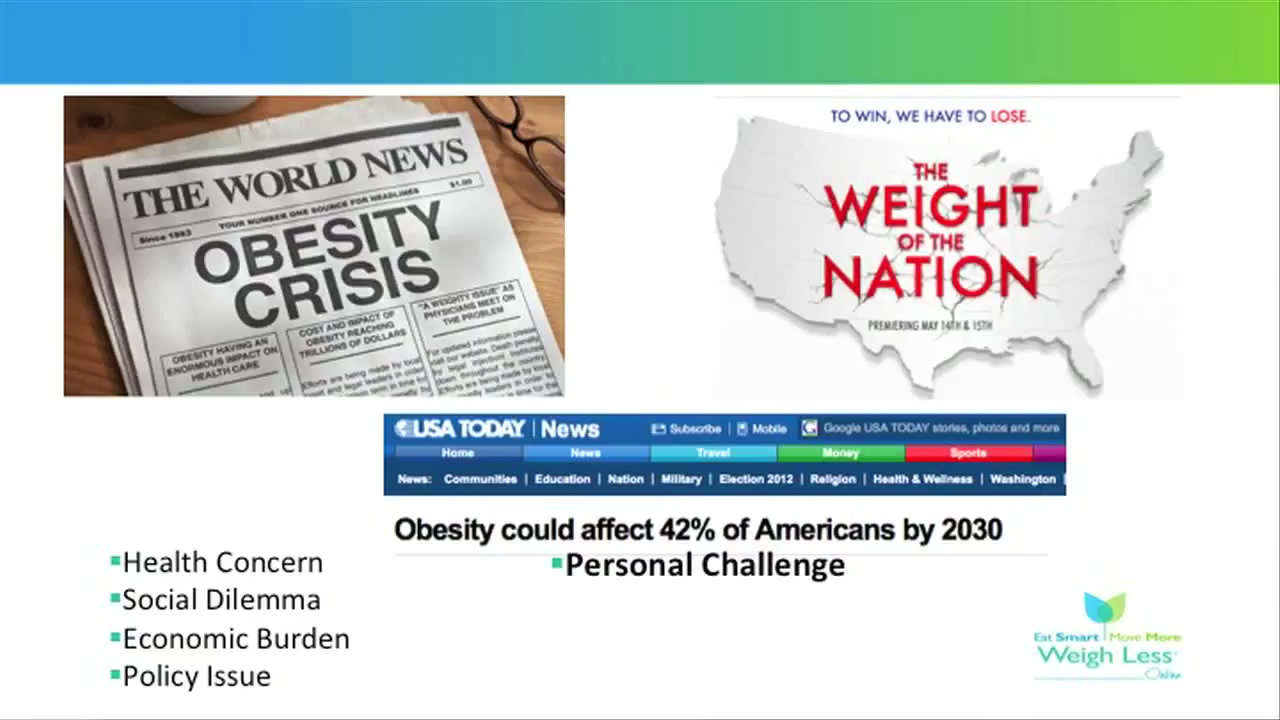 THE WORLD NEWS
$1.00
YOUR NUMBER ONE SOURCE FOR HEADLINES
Since 1883
OBESITY
CRISIS
OBESITY HAVING AN
ENORMOUS IMPACT ON
HEALTH CARE
COST AND IMPACT OF
OBESITY REACHING
TRILLIONS OF DOLLARS
"A WEIGHTY ISSUE" AS
PHYSICIANS MEET ON
THE PROBLEM
TO WIN, WE HAVE TO LOSE.
THE
WEIGHT
OF THE
NATION
PREMIERING MAY 14TH & 15TH
USA TODAY | News
Subscribe | Mobile
Google USA TODAY stories, photos and more
Home News Travel Money Sports
News: Communities | Education | Nation | Military | Election 2012 | Religion | Health & Wellness | Washington |
Obesity could affect 42% of Americans by 2030
Health Concern
Social Dilemma
Economic Burden
Policy Issue
Personal Challenge
Eat Smart Move More
Weigh Less
Online